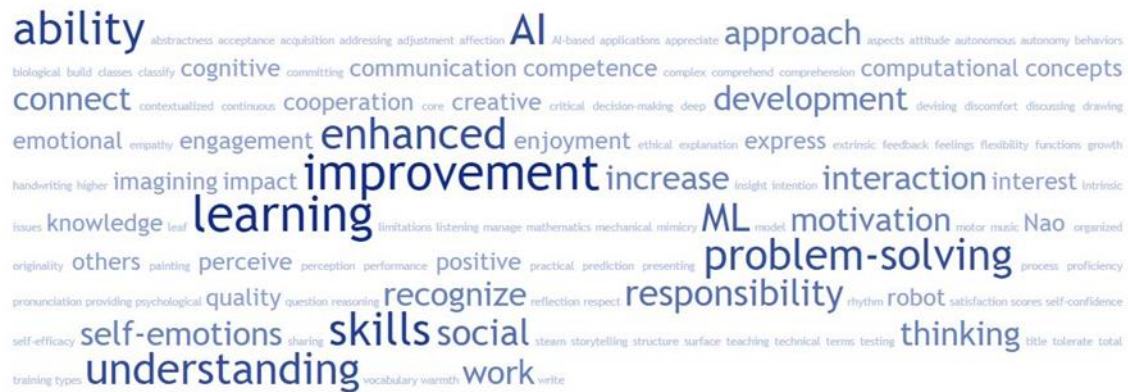 ability abstractness acceptance acquisition addressing adjustment affection AI AI-based applications appreciate approach aspects attitude autonomous autonomy behaviors
biological build classes classify cognitive committing communication competence complex comprehend comprehension computational concepts
connect contextualized continuous cooperation core creative critical decision-making deep development devising discomfort discussing drawing
emotional empathy engagement enhanced enjoyment ethical explanation express extrinsic feedback feelings flexibility functions growth
handwriting higher imagining impact improvement increase insight intention interaction interest intrinsic
issues knowledge leaf learning limitations listening manage mathematics mechanical mimicry ML model motivation motor music Nao organized
originality others painting perceive perception performance positive practical prediction presenting problem-solving process proficiency
pronunciation providing psychological quality question reasoning recognize reflection respect responsibility rhythm robot satisfaction scores self-confidence
self-efficacy self-emotions sharing skills social steam storytelling structure surface teaching technical terms testing thinking title tolerate total
training types understanding vocabulary warmth work write